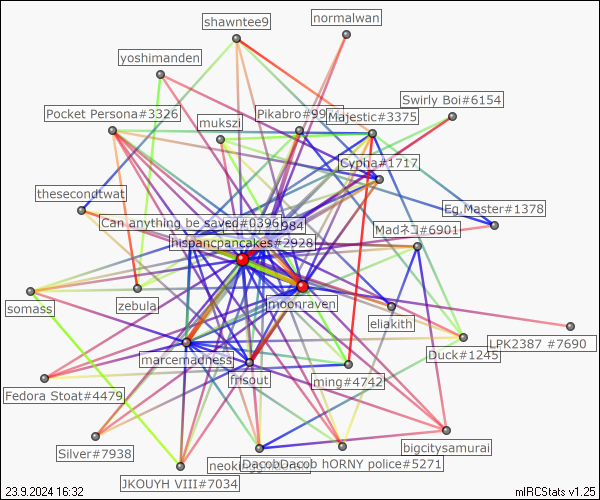 normalwan
shawntee9
yoshimanden
Swirly Boi#6154
Pocket Persona#3326
Pikabro#99
Majestic#3375
mukszi
Cypha#1717
thesecondtwat
Eg.Master#1378
Can anything be saved#0396
984
Madネコ#6901
hispancpancakes#2928
somass
zebula
moonraven
eliakith
LPK2387 #7690
marcemadness
Duck#1245
frisout
ming#4742
Fedora Stoat#4479
bigcitysamurai
Silver#7938
DacobDacob hORNY police#5271
JKOUYH VIII#7034
23.9.2024 16:32
mIRCStats v1.25